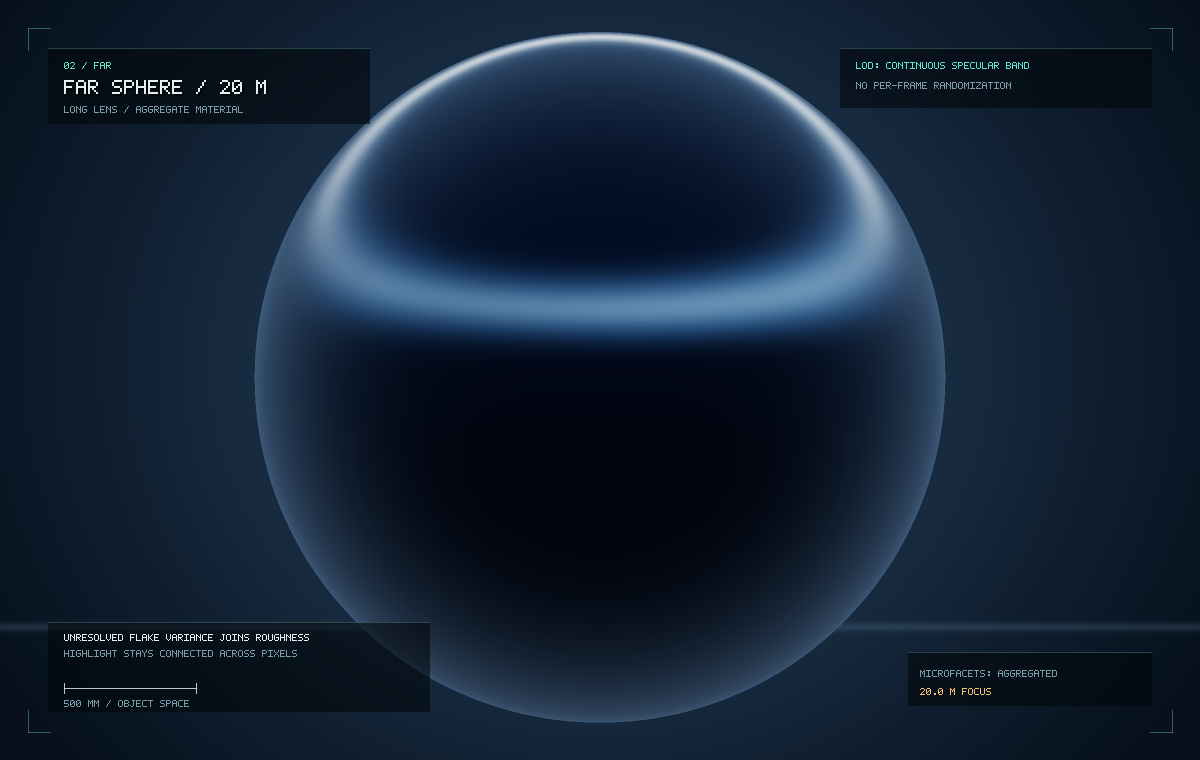 02 / FAR
FAR SPHERE / 20 M
LONG LENS / AGGREGATE MATERIAL
LOD: CONTINUOUS SPECULAR BAND
NO PER-FRAME RANDOMIZATION
UNRESOLVED FLAKE VARIANCE JOINS ROUGHNESS
HIGHLIGHT STAYS CONNECTED ACROSS PIXELS
500 MM / OBJECT SPACE
MICROFACETS: AGGREGATED
20.0 M FOCUS